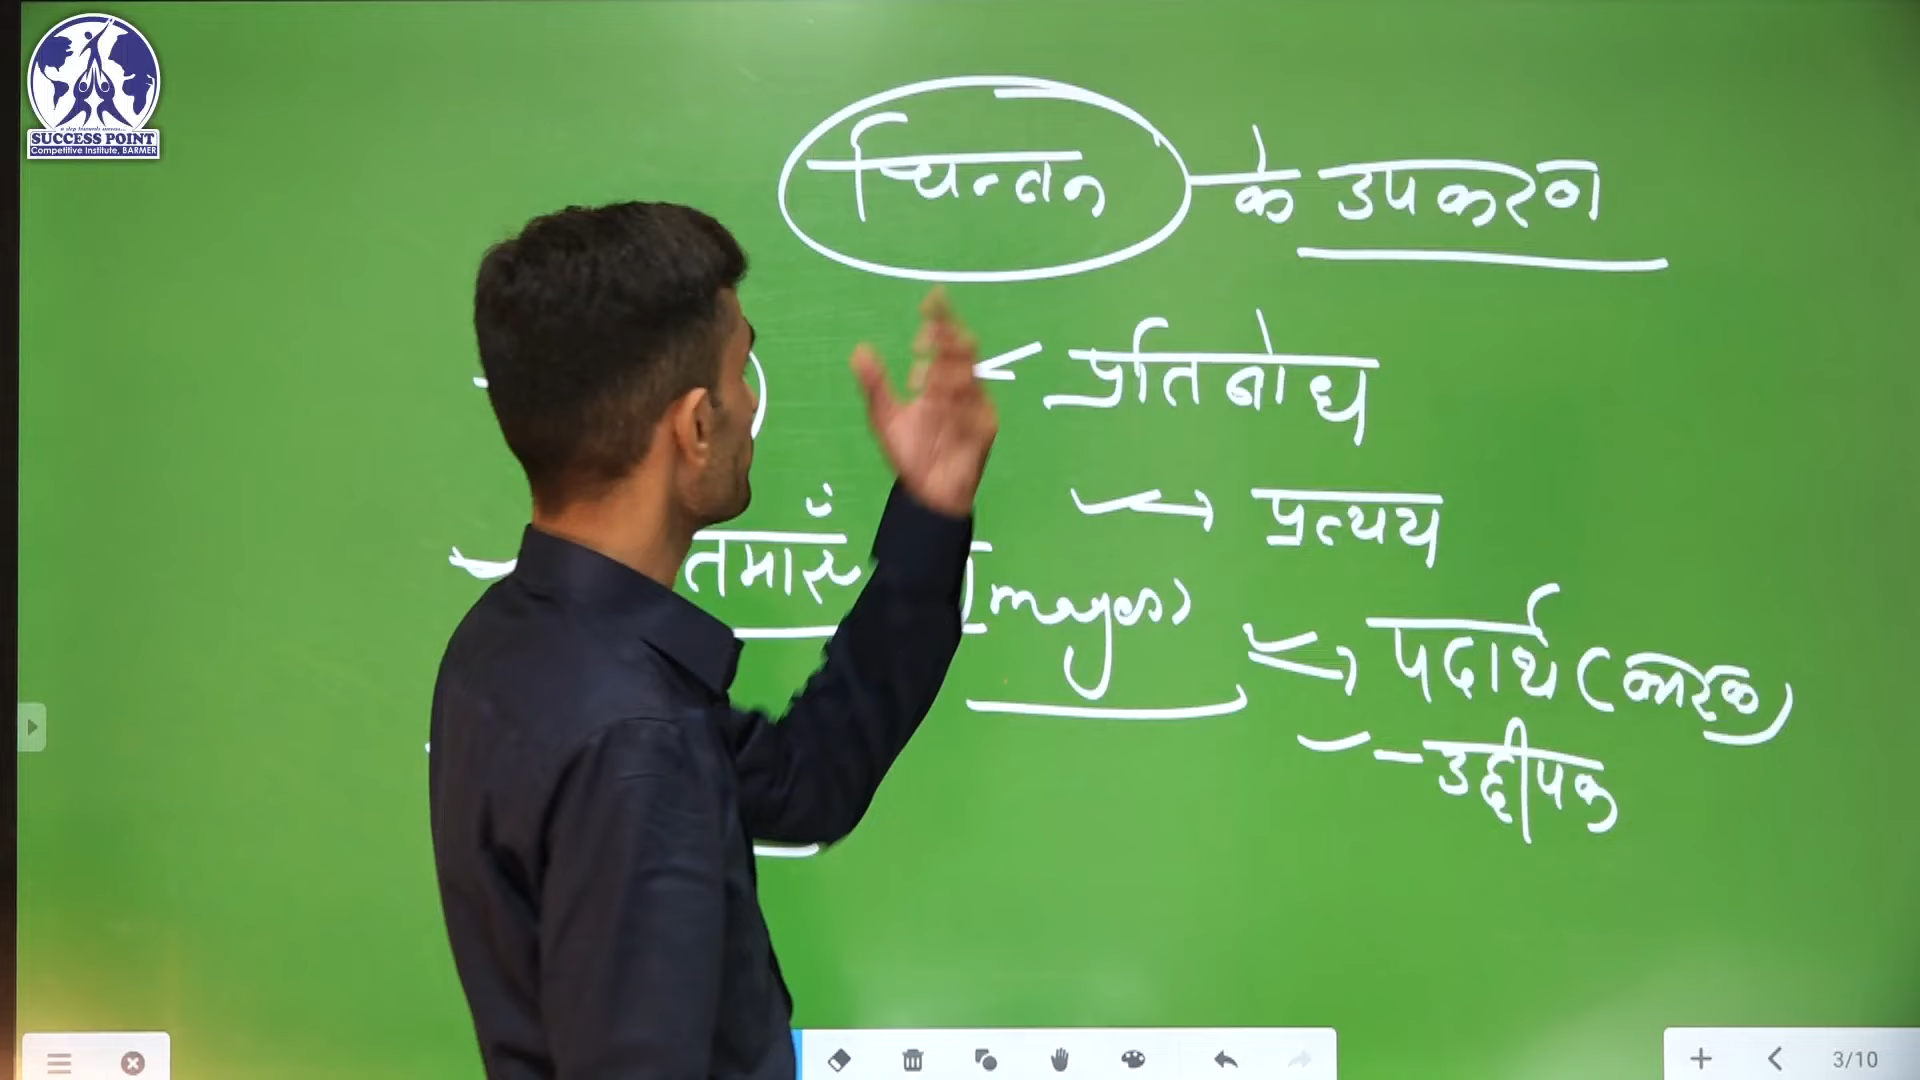 SUCCESS POINT
Competitive Institute, BARMER
चिन्तन के उपकरण
प्रतिबोध
प्रत्यय
तमाएँ (Images)
पदार्थ (कारक)
उद्दीपक
3/10